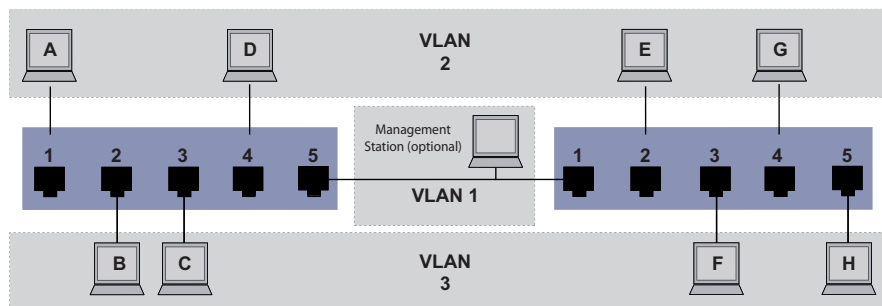 A
D
VLAN
2
E
G
1
2
3
4
5
Management
Station (optional)
VLAN 1
1
2
3
4
5
B
C
VLAN
3
F
H